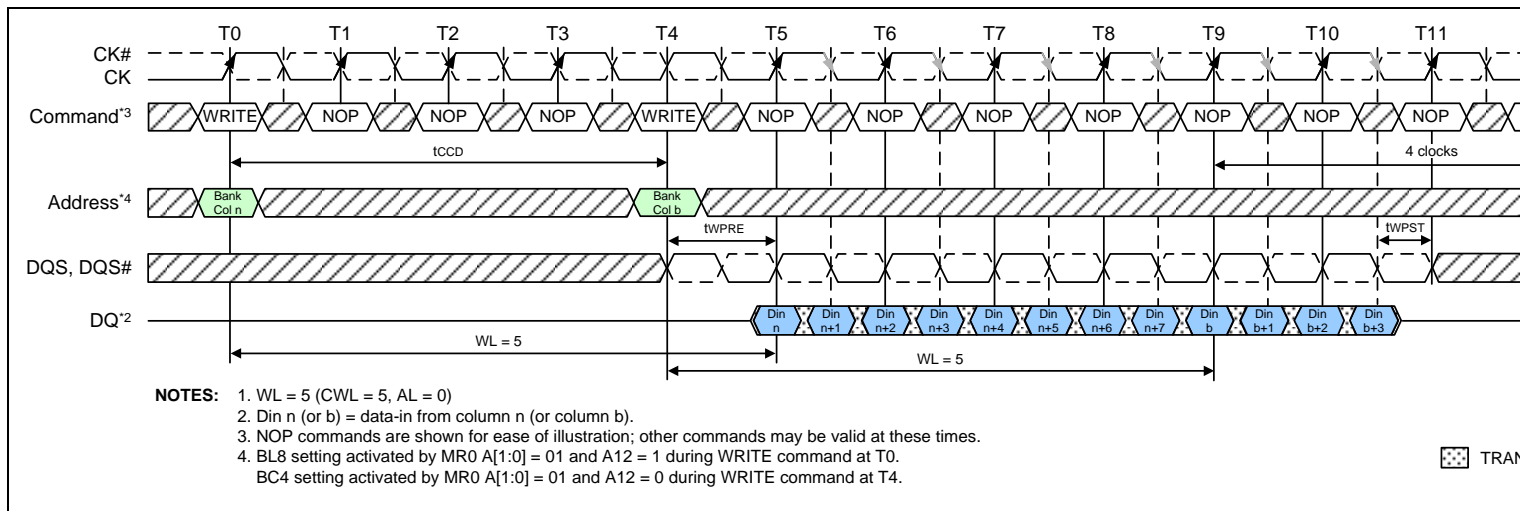 T0 T1 T2 T3 T4 T5 T6 T7 T8 T9 T10 T11
CK#
CK
Command*3 WRITE NOP NOP NOP WRITE NOP NOP NOP NOP NOP NOP NOP
tCCD 4 clocks
Address*4 Bank Col n Bank Col b
tWPRE tWPST
DQS, DQS#
DQ*2 Din n Din n+1 Din n+2 Din n+3 Din n+4 Din n+5 Din n+6 Din n+7 Din b Din b+1 Din b+2 Din b+3
WL = 5 WL = 5
NOTES: 1. WL = 5 (CWL = 5, AL = 0)
2. Din n (or b) = data-in from column n (or column b).
3. NOP commands are shown for ease of illustration; other commands may be valid at these times.
4. BL8 setting activated by MR0 A[1:0] = 01 and A12 = 1 during WRITE command at T0.
BC4 setting activated by MR0 A[1:0] = 01 and A12 = 0 during WRITE command at T4.
TRAN